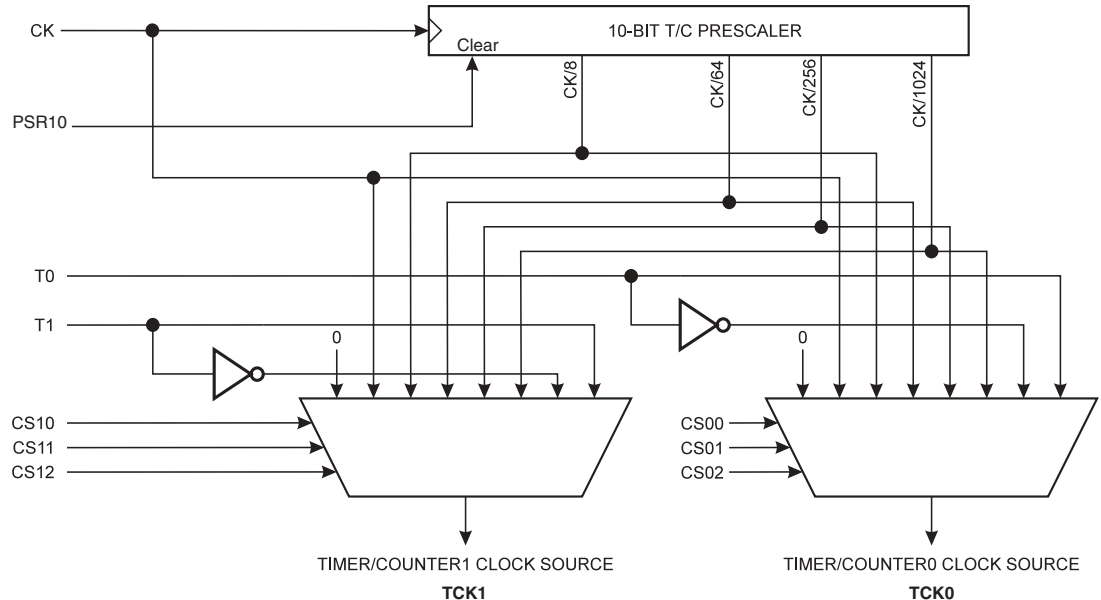 CK
10-BIT T/C PRESCALER
Clear
CK/8
CK/64
CK/256
CK/1024
PSR10
T0
T1
0
0
CS10
CS11
CS12
CS00
CS01
CS02
TIMER/COUNTER1 CLOCK SOURCE
TCK1
TIMER/COUNTER0 CLOCK SOURCE
TCK0